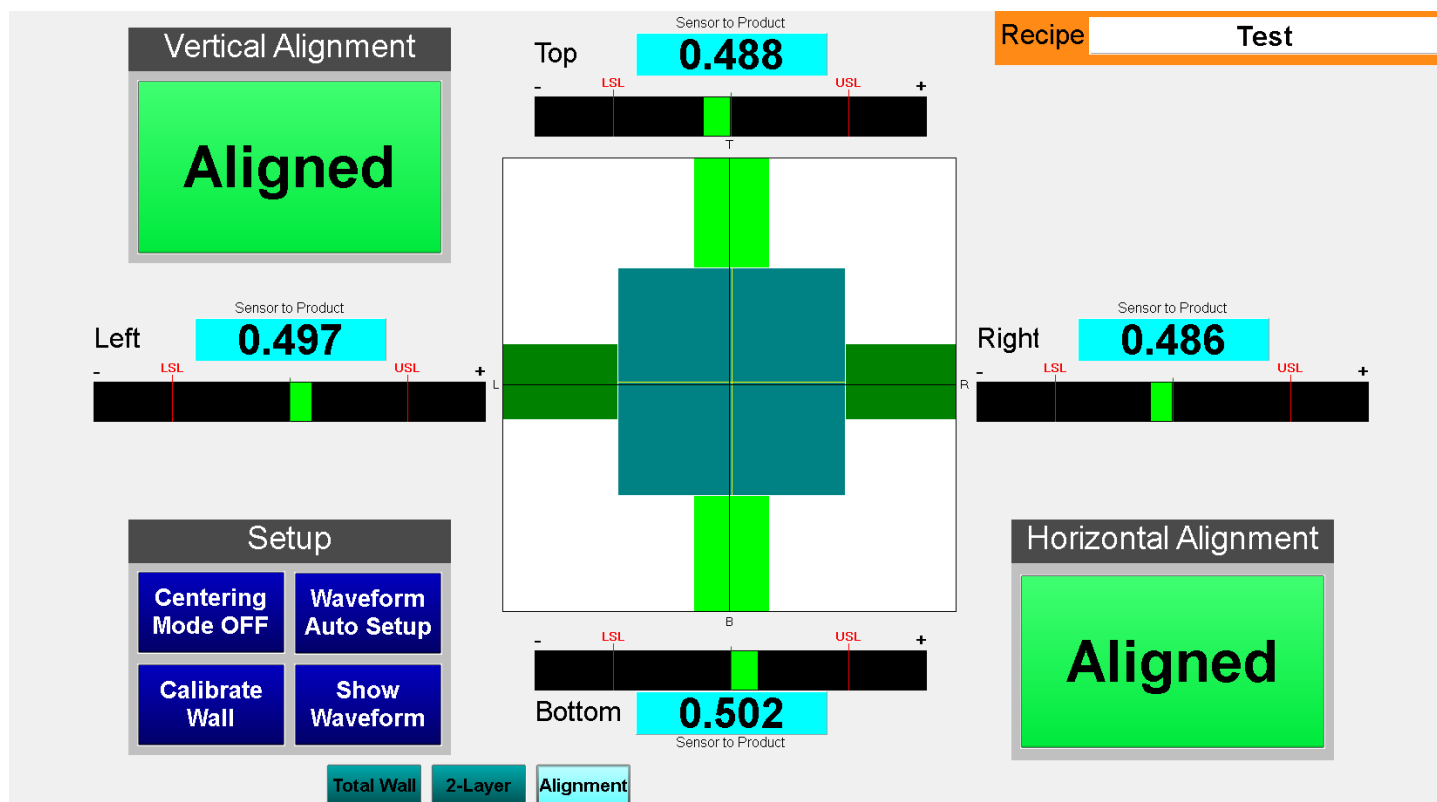 Vertical Alignment
Aligned
Sensor to Product
Top
0.488
- LSL USL +
Recipe
Test
T
Sensor to Product
Left
0.497
- LSL USL +
L
R
Sensor to Product
Right
0.486
- LSL USL +
Setup
Centering
Mode OFF
Waveform
Auto Setup
Calibrate
Wall
Show
Waveform
B
- LSL USL +
Bottom
0.502
Sensor to Product
Horizontal Alignment
Aligned
Total Wall
2-Layer
Alignment